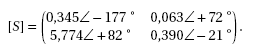 [S] = (0,345∠ − 177 ° 0,063∠ + 72 °
5,774∠ + 82 ° 0,390∠ − 21 °).